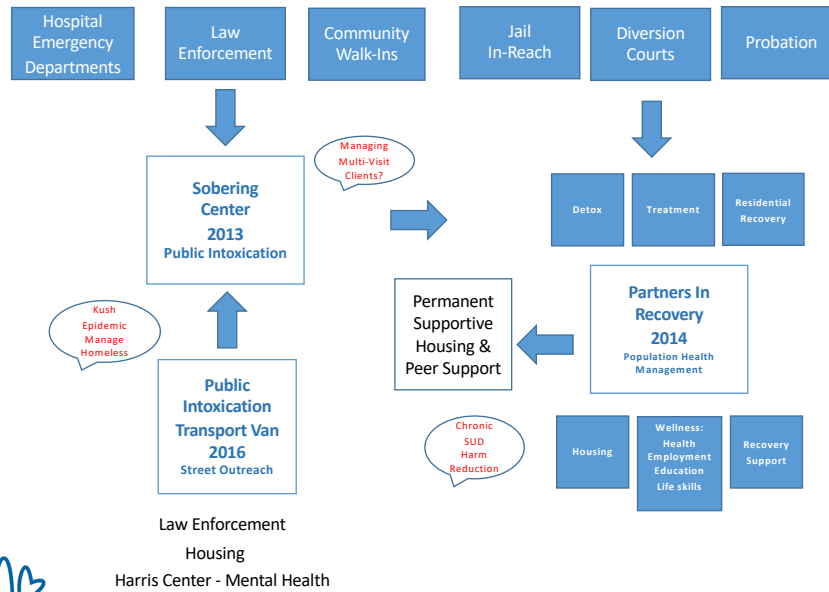 Hospital
Emergency
Departments
Law
Enforcement
Community
Walk-Ins
Jail
In-Reach
Diversion
Courts
Probation
Managing
Multi-Visit
Clients?
Sobering
Center
2013
Public Intoxication
Detox
Treatment
Residential
Recovery
Kush
Epidemic
Manage
Homeless
Permanent
Supportive
Housing &
Peer Support
Partners In
Recovery
2014
Population Health
Management
Public
Intoxication
Transport Van
2016
Street Outreach
Chronic
SUD
Harm
Reduction
Housing
Wellness:
Health
Employment
Education
Life skills
Recovery
Support
Law Enforcement
Housing
Harris Center - Mental Health